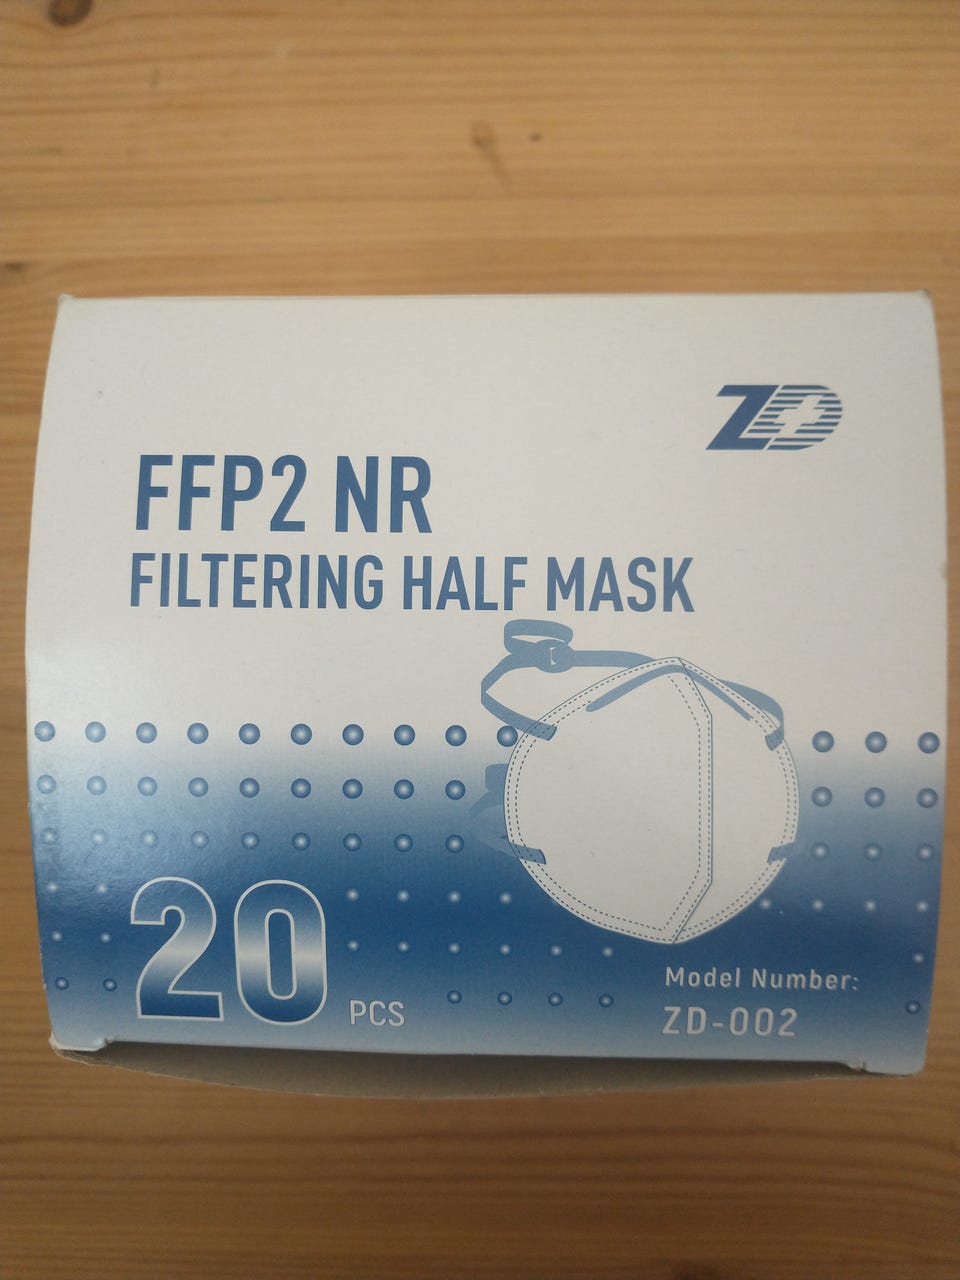 ZD
FFP2 NR
FILTERING HALF MASK
20 PCS
Model Number:
ZD-002